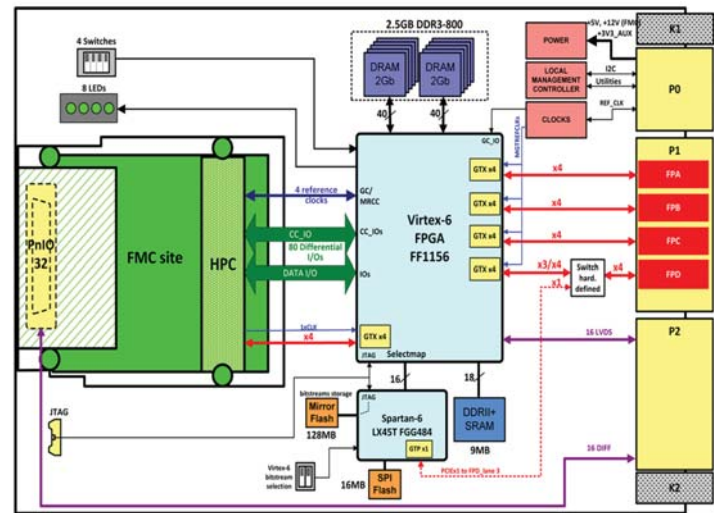 2.5GB DDR3-800
4 Switches
+5V, +12V (FMC)
+3V3_AUX
K1
POWER
8 LEDs
DRAM
2Gb
DRAM
2Gb
LOCAL
MANAGEMENT
CONTROLLER
I2C
Utilities
P0
40
40
CLOCKS
REF_CLK
GC_IO
MGTREFCLKs
P1
GTX x4
x4
FPA
PnIO
32
FMC site
HPC
4 reference
clocks
GC/
MRCC
Virtex-6
FPGA
FF1156
GTX x4
x4
FPB
CC_IO
CC_IOs
80 Differential
I/Os
GTX x4
x4
FPC
DATA I/O
IOs
GTX x4
x3/x4
x1
Switch
hard.
defined
x4
FPD
1xCLK
x4
GTX x4
JTAG
Selectmap
16 LVDS
P2
16
18
bitstreams storage
JTAG
Mirror
Flash
128MB
Spartan-6
LX45T FGG484
GTP x1
DDRII+
SRAM
9MB
JTAG
Virtex-6
bitstream
selection
16MB
SPI
Flash
PCIEx1 to FPD_lane 3
16 DIFF
K2